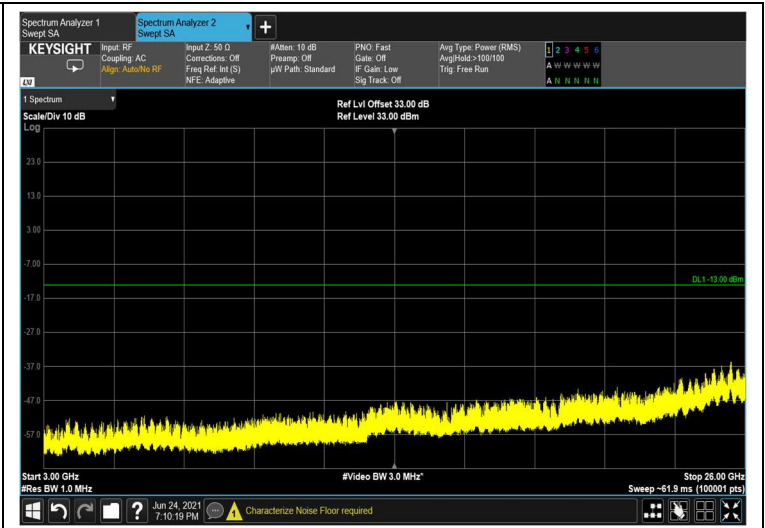 Spectrum Analyzer 1
Swept SA
Spectrum Analyzer 2
Swept SA
+
KEYSIGHT
LXI
Input: RF
Coupling: AC
Align: Auto/No RF
Input Z: 50 Ω
Corrections: Off
Freq Ref: Int (S)
NFE: Adaptive
#Atten: 10 dB
Preamp: Off
µW Path: Standard
PNO: Fast
Gate: Off
IF Gain: Low
Sig Track: Off
Avg Type: Power (RMS)
Avg|Hold:>100/100
Trig: Free Run
1 2 3 4 5 6
A W W W W W
A N N N N N
1 Spectrum
Scale/Div 10 dB
Log
Ref Lvl Offset 33.00 dB
Ref Level 33.00 dBm
23.0
13.0
3.00
-7.00
DL1 -13.00 dBm
-17.0
-27.0
-37.0
-47.0
-57.0
Start 3.00 GHz
#Video BW 3.0 MHz*
Stop 26.00 GHz
#Res BW 1.0 MHz
Sweep ~61.9 ms (100001 pts)
?
Jun 24, 2021
7:10:19 PM
1
Characterize Noise Floor required